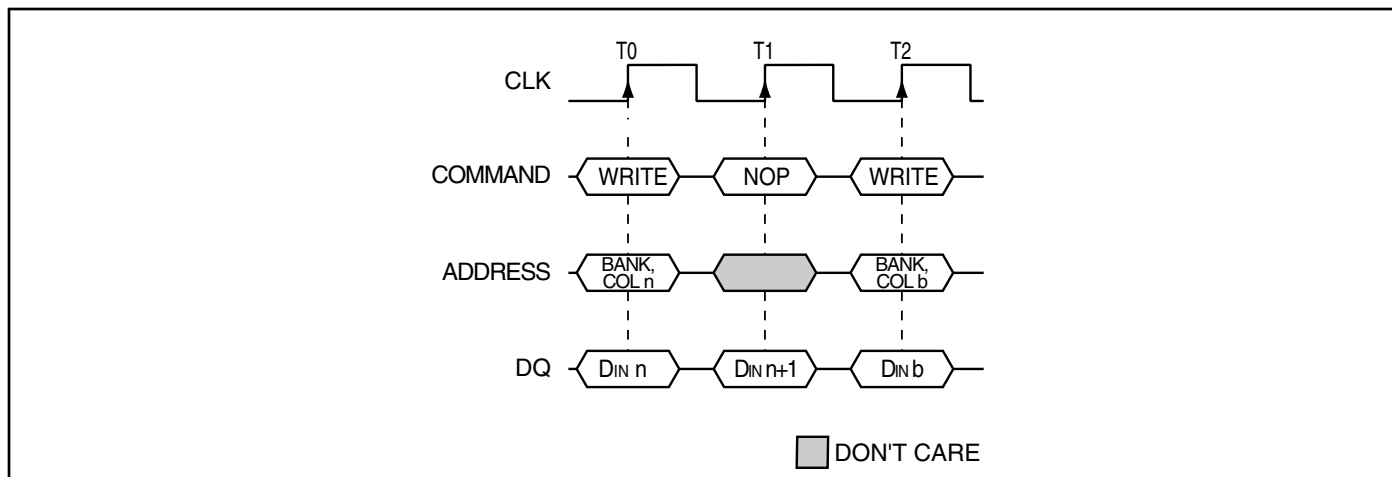 T0 T1 T2
CLK
COMMAND WRITE NOP WRITE
ADDRESS BANK, COL n BANK, COL b
DQ DIN n DIN n+1 DIN b
DON'T CARE